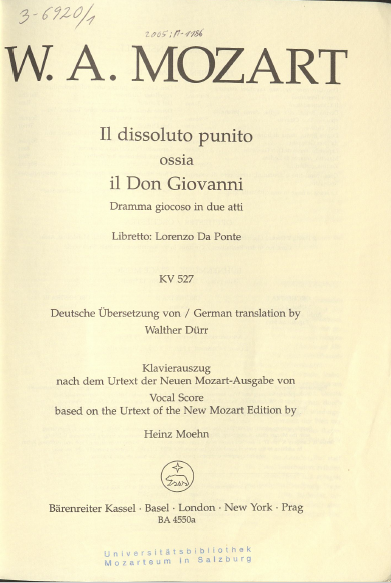 3-6920/1
2005:P-1986
W. A. MOZART
Il dissoluto punito
ossia
il Don Giovanni
Dramma giocoso in due atti
Libretto: Lorenzo Da Ponte
KV 527
Deutsche Übersetzung von / German translation by
Walther Dürr
Klavierauszug
nach dem Urtext der Neuen Mozart-Ausgabe von
Vocal Score
based on the Urtext of the New Mozart Edition by
Heinz Moehn
Bärenreiter Kassel · Basel · London · New York · Prag
BA 4550a
Universitätsbibliothek
Mozarteum in Salzburg